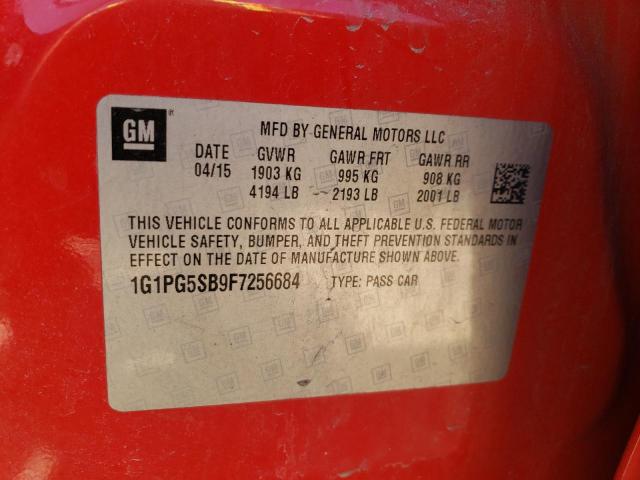 GM
MFD BY GENERAL MOTORS LLC
DATE GVWR GAWR FRT GAWR RR
04/15 1903 KG 995 KG 908 KG
4194 LB 2193 LB 2001 LB
THIS VEHICLE CONFORMS TO ALL APPLICABLE U.S. FEDERAL MOTOR
VEHICLE SAFETY, BUMPER, AND THEFT PREVENTION STANDARDS IN
EFFECT ON THE DATE OF MANUFACTURE SHOWN ABOVE.
1G1PG5SB9F7256684 TYPE: PASS CAR